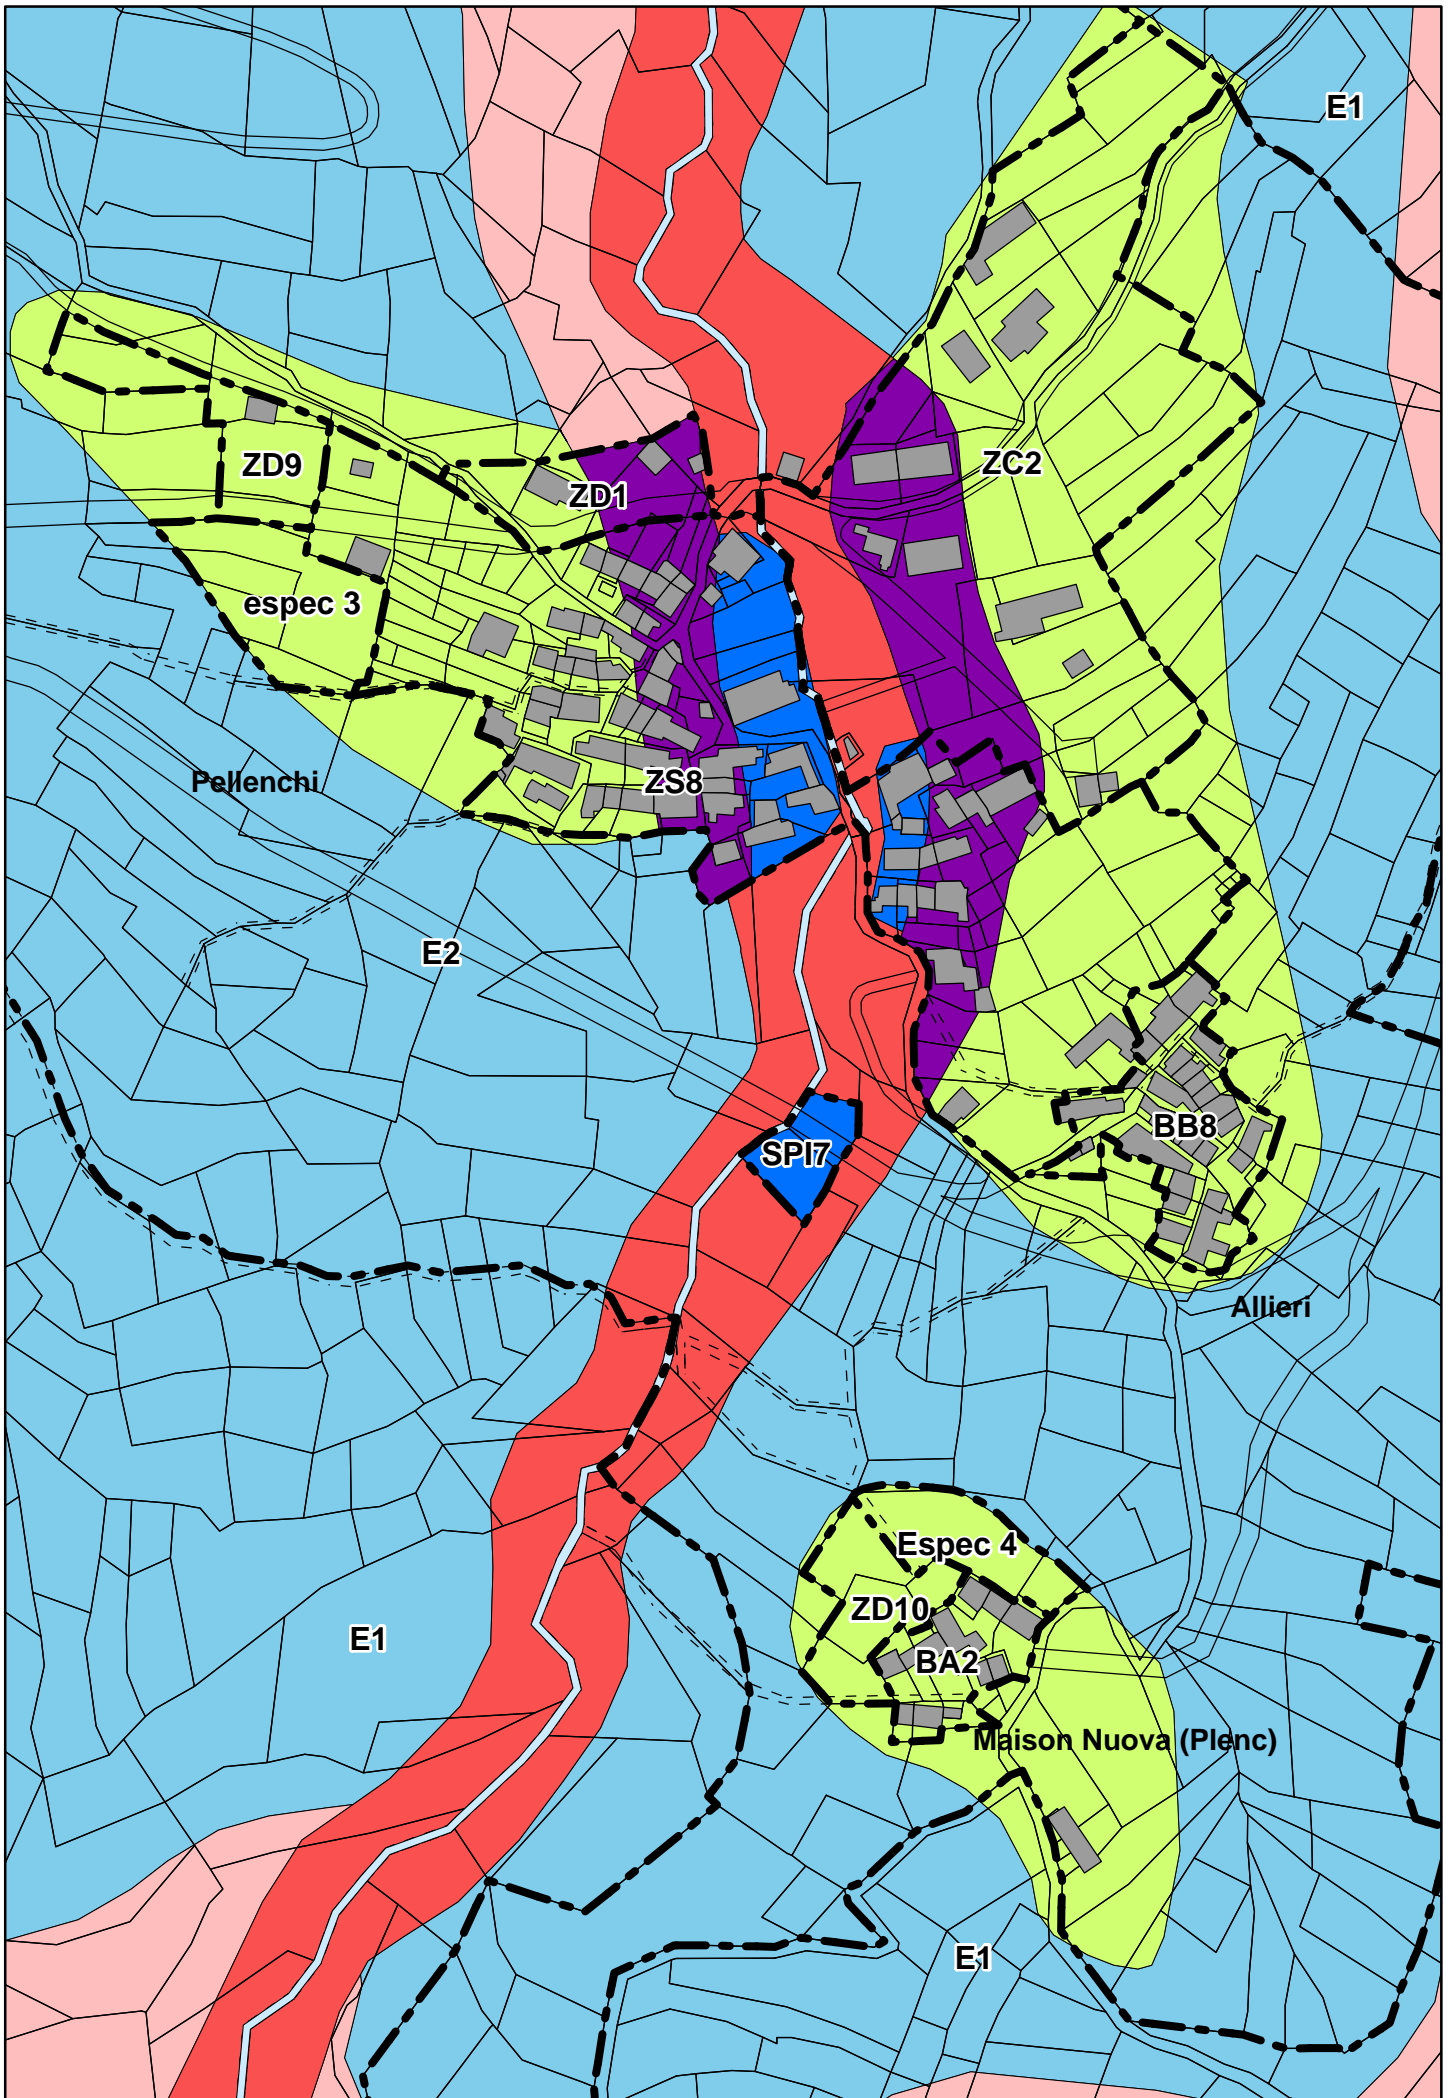 E1
ZD9
ZC2
ZD1
espec 3
Pellenchi
ZS8
E2
BB8
SPI7
Allieri
Espec 4
ZD10
E1
BA2
Maison Nuova (Plenc)
E1